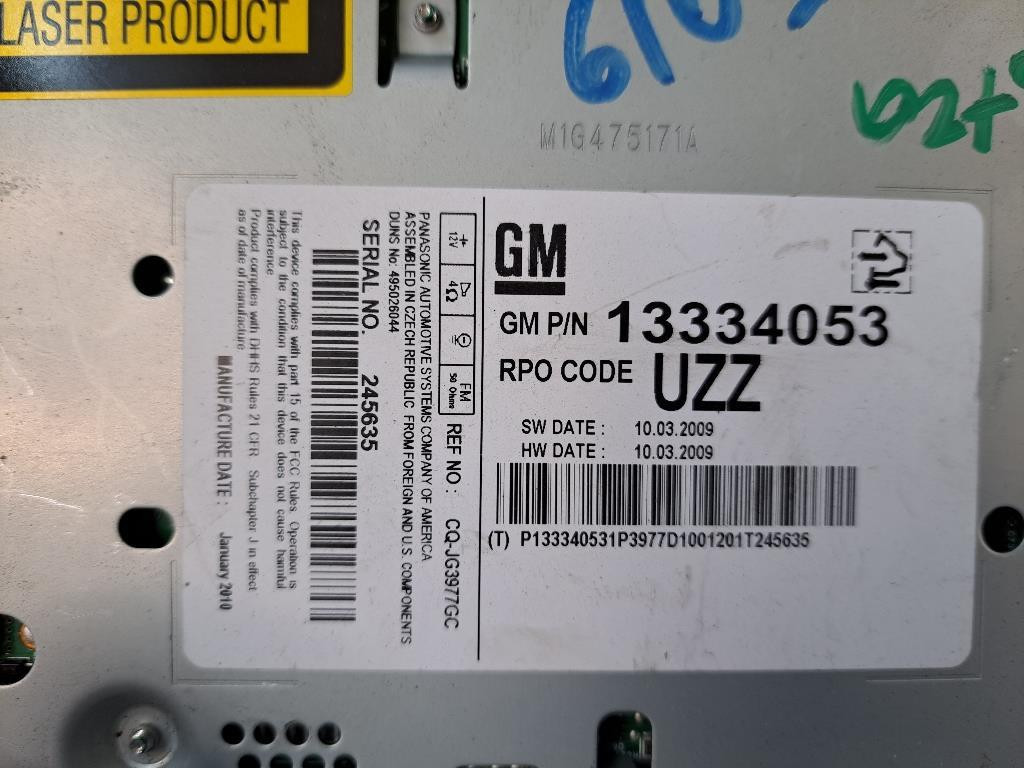 LASER PRODUCT
M1G475171A
GM
GM P/N 13334053
RPO CODE UZZ
SW DATE : 10.03.2009
HW DATE : 10.03.2009
(T) P133340531P3977D1001201T245635
+ 12V
4Ω
FM 50 Ohms
REF NO : CQ-JG3977GC
PANASONIC AUTOMOTIVE SYSTEMS COMPANY OF AMERICA
ASSEMBLED IN CZECH REPUBLIC FROM FOREIGN AND U.S. COMPONENTS
DUNS No: 495026044
SERIAL NO. 245635
This device complies with part 15 of the FCC Rules. Operation is
subject to the condition that this device does not cause harmful
interference
Product complies with DHHS Rules 21 CFR Subchapter J in effect
as of date of manufacture
MANUFACTURE DATE : January 2010